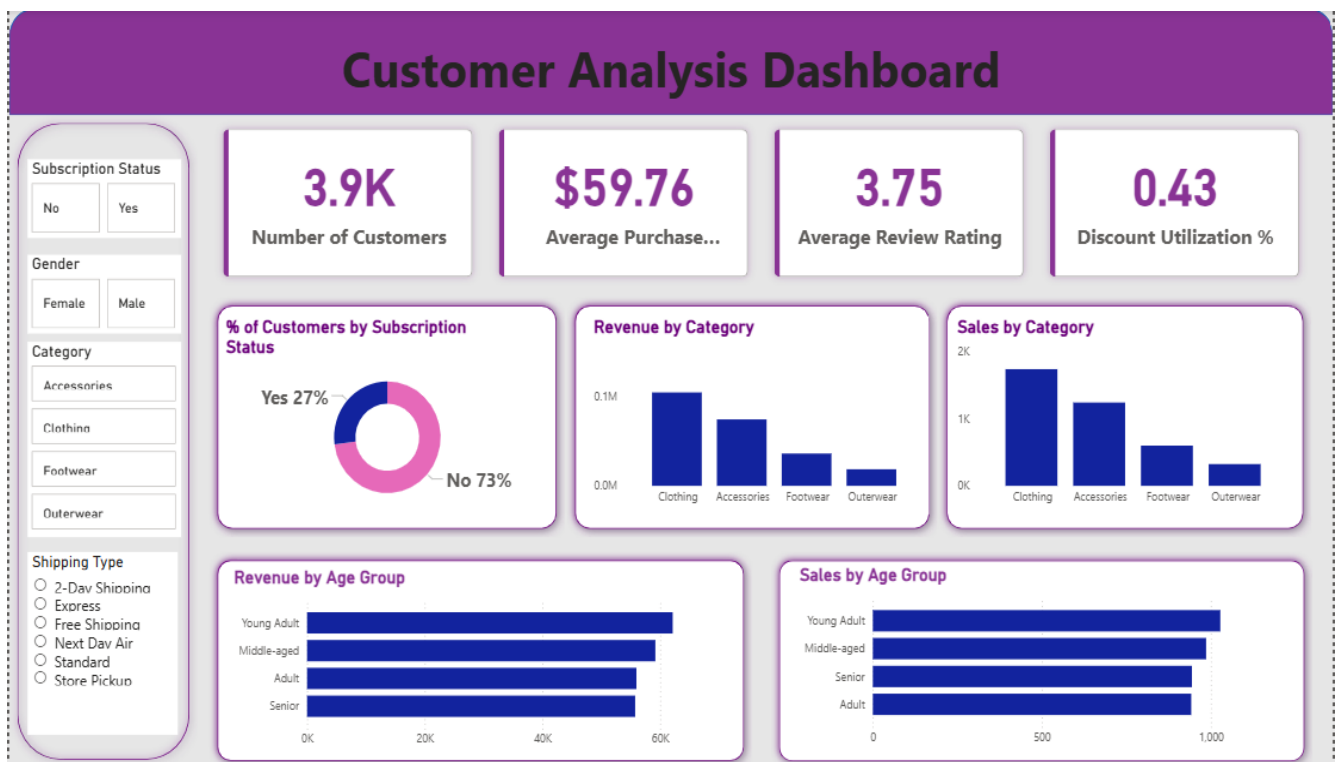 Customer Analysis Dashboard
Subscription Status
No
Yes
Gender
Female
Male
Category
Accessories
Clothing
Footwear
Outerwear
Shipping Type
2-Day Shipping
Express
Free Shipping
Next Day Air
Standard
Store Pickup
3.9K
Number of Customers
$59.76
Average Purchase...
3.75
Average Review Rating
0.43
Discount Utilization %
% of Customers by Subscription
Status
Yes 27%
No 73%
Revenue by Category
0.1M
0.0M
Clothing
Accessories
Footwear
Outerwear
Sales by Category
2K
1K
0K
Clothing
Accessories
Footwear
Outerwear
Revenue by Age Group
Young Adult
Middle-aged
Adult
Senior
0K
20K
40K
60K
Sales by Age Group
Young Adult
Middle-aged
Senior
Adult
0
500
1,000